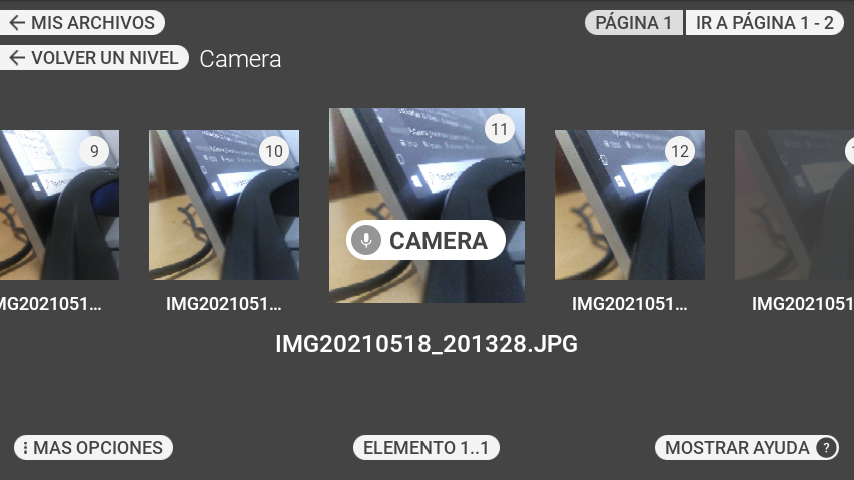 MIS ARCHIVOS
PÁGINA 1
IR A PÁGINA 1 - 2
VOLVER UN NIVEL
Camera
9
10
11
12
CAMERA
MG2021051...
IMG2021051...
IMG2021051...
IMG2021051
IMG20210518_201328.JPG
MAS OPCIONES
ELEMENTO 1..1
MOSTRAR AYUDA ?